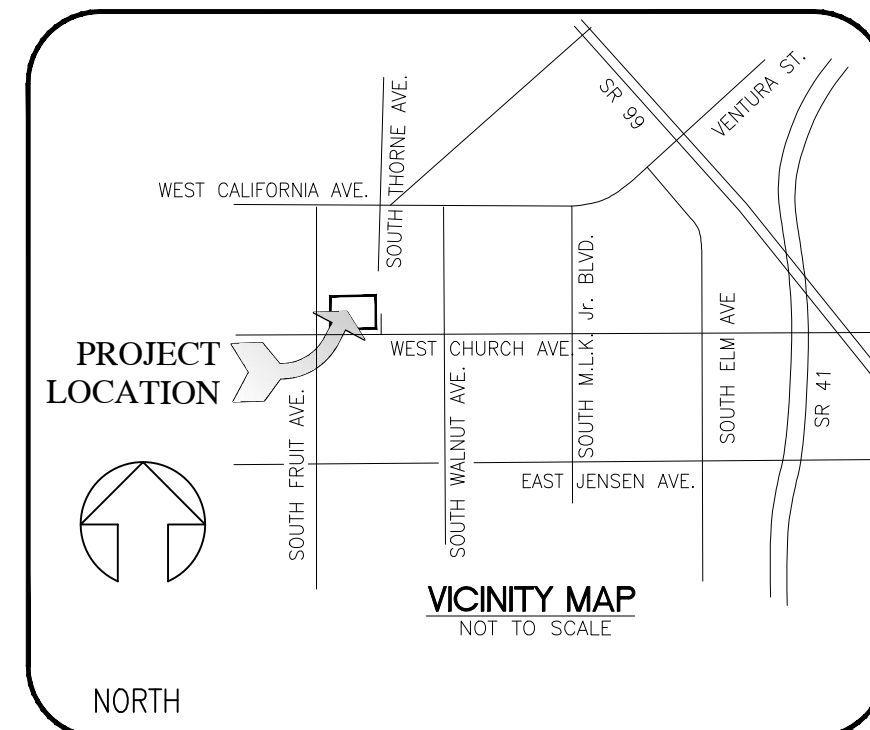 SOUTH THORNE AVE.
SR 99
VENTURA ST.
WEST CALIFORNIA AVE.
PROJECT
LOCATION
WEST CHURCH AVE.
SOUTH M.L.K. Jr. BLVD.
SOUTH ELM AVE
SR 41
SOUTH FRUIT AVE.
SOUTH WALNUT AVE.
EAST JENSEN AVE.
VICINITY MAP
NOT TO SCALE
NORTH